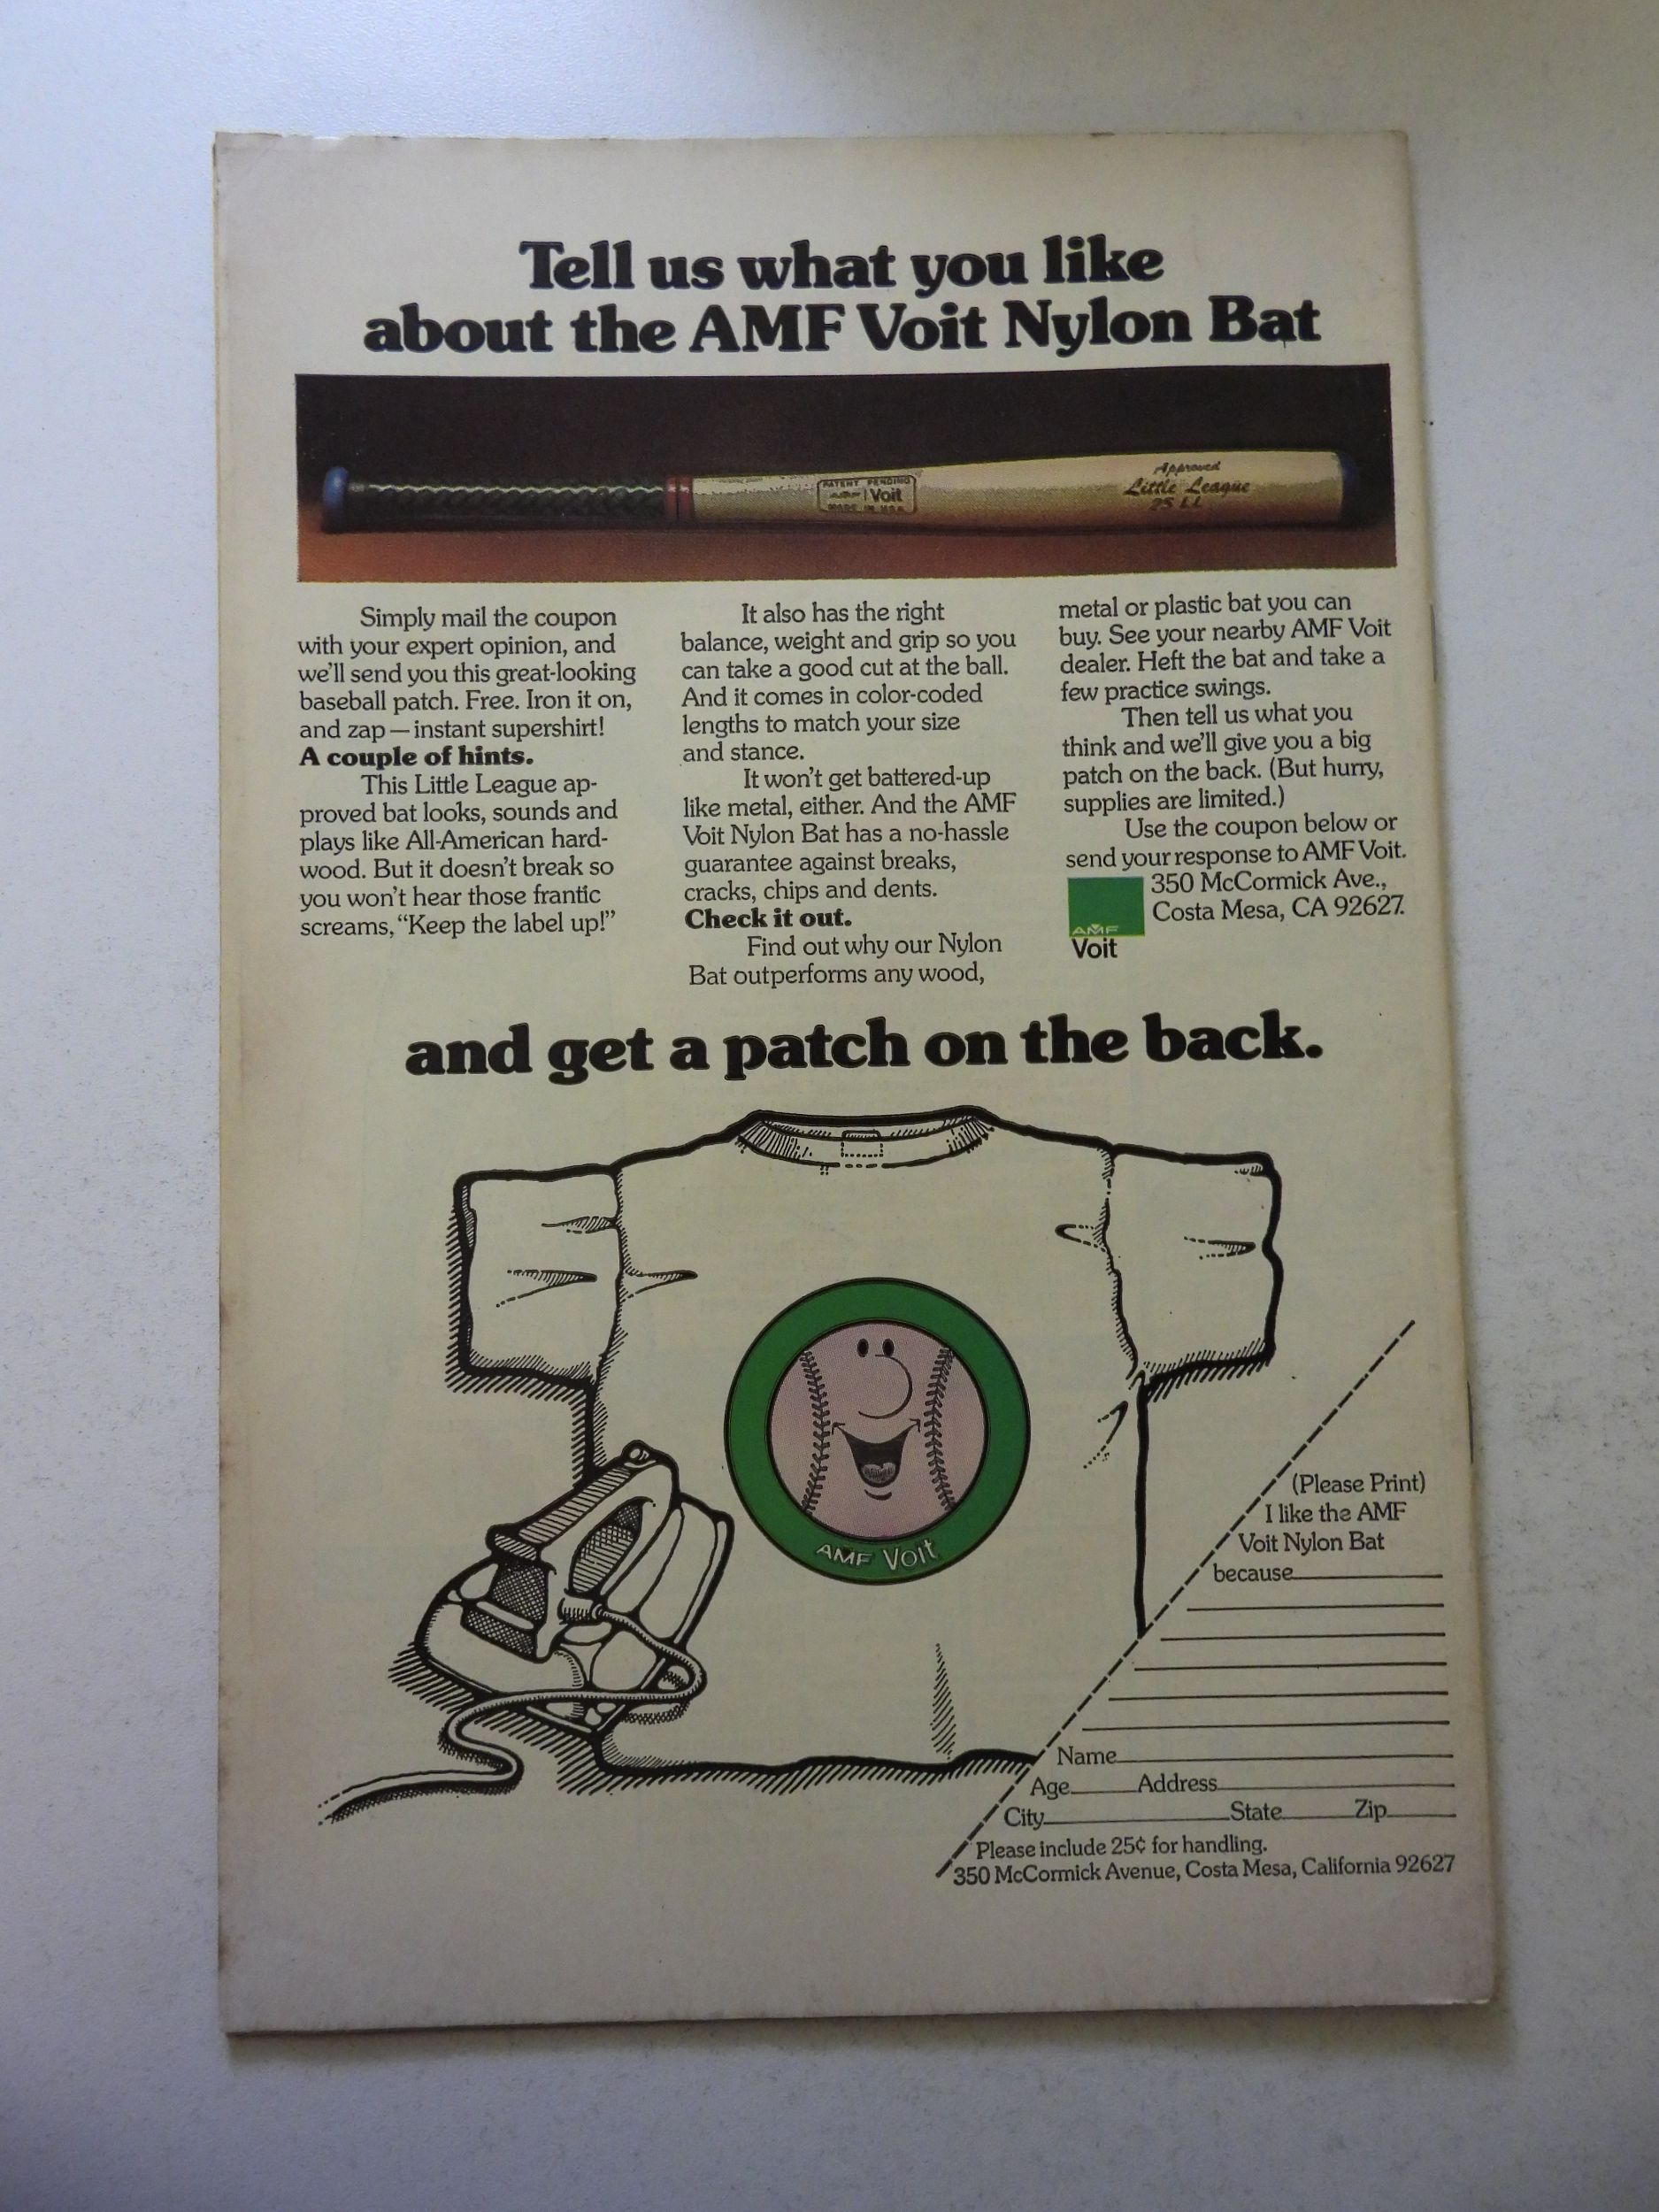 Tell us what you like
about the AMF Voit Nylon Bat
PATENT PENDING
AMF Voit
MADE IN U.S.A.
Approved
Little League
25 LL
Simply mail the coupon
with your expert opinion, and
we'll send you this great-looking
baseball patch. Free. Iron it on,
and zap — instant supershirt!
A couple of hints.
This Little League ap-
proved bat looks, sounds and
plays like All-American hard-
wood. But it doesn't break so
you won't hear those frantic
screams, "Keep the label up!"
It also has the right
balance, weight and grip so you
can take a good cut at the ball.
And it comes in color-coded
lengths to match your size
and stance.
It won't get battered-up
like metal, either. And the AMF
Voit Nylon Bat has a no-hassle
guarantee against breaks,
cracks, chips and dents.
Check it out.
Find out why our Nylon
Bat outperforms any wood,
metal or plastic bat you can
buy. See your nearby AMF Voit
dealer. Heft the bat and take a
few practice swings.
Then tell us what you
think and we'll give you a big
patch on the back. (But hurry,
supplies are limited.)
Use the coupon below or
send your response to AMF Voit.
350 McCormick Ave.,
Costa Mesa, CA 92627.
AMF
Voit
and get a patch on the back.
AMF Voit
(Please Print)
I like the AMF
Voit Nylon Bat
because
Name
Age Address
City State Zip
Please include 25¢ for handling.
350 McCormick Avenue, Costa Mesa, California 92627